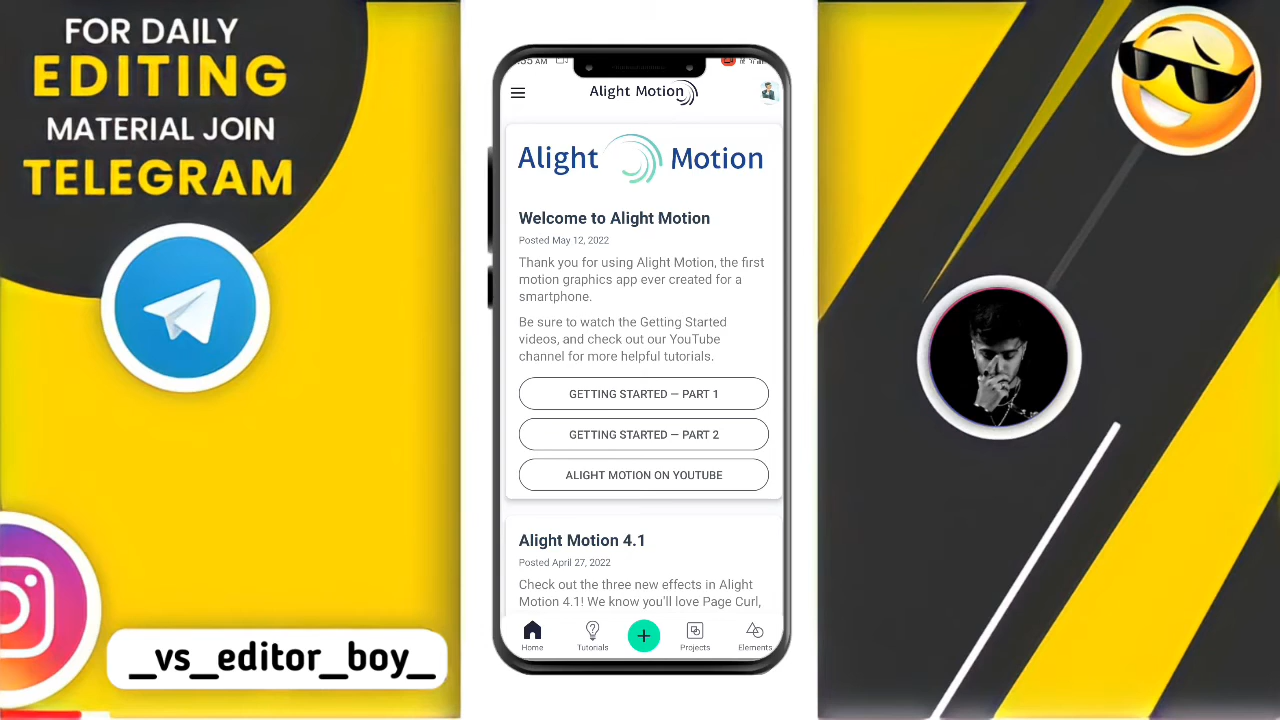 FOR DAILY
EDITING
MATERIAL JOIN
TELEGRAM
_vs_editor_boy_
:55 AM
Alight Motion
Alight Motion
Welcome to Alight Motion
Posted May 12, 2022
Thank you for using Alight Motion, the first
motion graphics app ever created for a
smartphone.
Be sure to watch the Getting Started
videos, and check out our YouTube
channel for more helpful tutorials.
GETTING STARTED — PART 1
GETTING STARTED — PART 2
ALIGHT MOTION ON YOUTUBE
Alight Motion 4.1
Posted April 27, 2022
Check out the three new effects in Alight
Motion 4.1! We know you'll love Page Curl,
Home
Tutorials
Projects
Elements